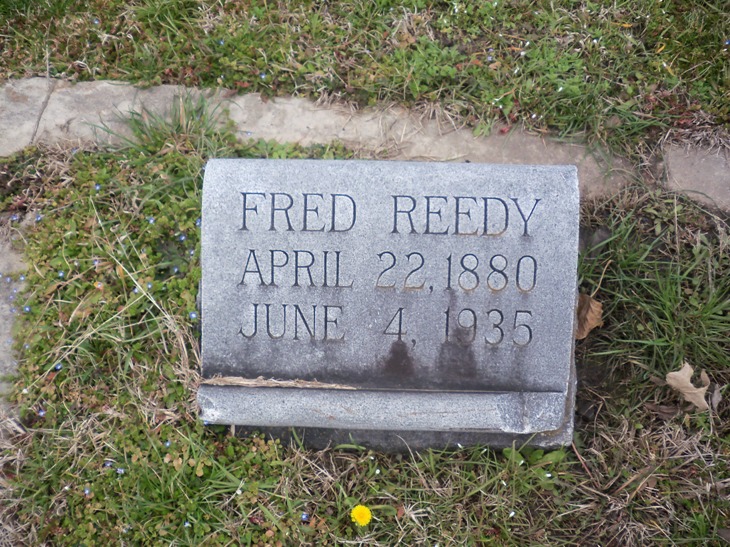 FRED REEDY
APRIL 22, 1880
JUNE 4, 1935